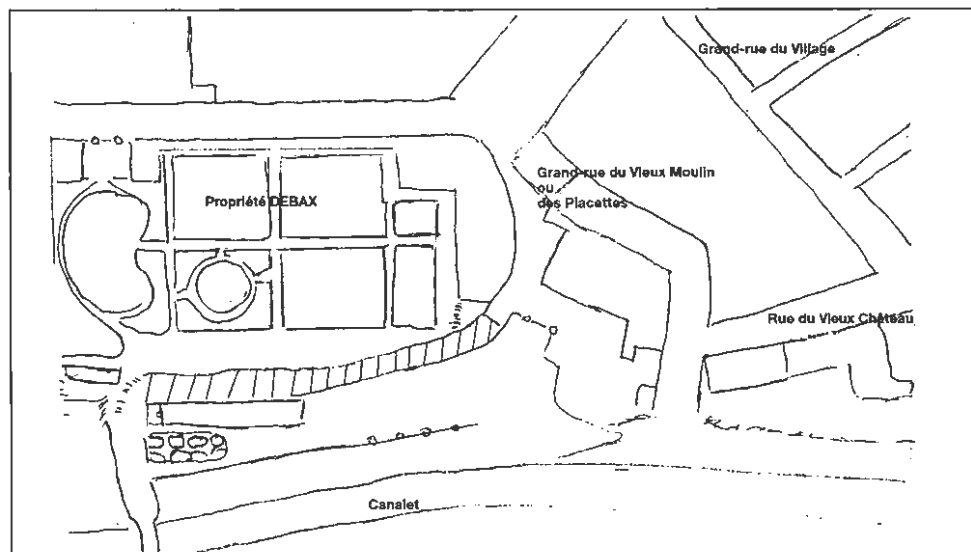 Grand-rue du Village
Grand-rue du Vieux Moulin
ou
des Placettes
Propriété DEBAX
Rue du Vieux Château
Canalet